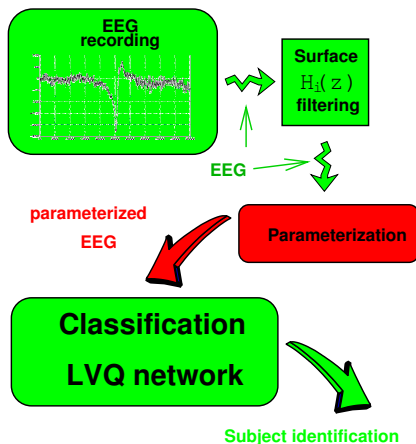 EEG
recording
Surface
Hi(z)
filtering
EEG
parameterized
EEG
Parameterization
Classification
LVQ network
Subject identification